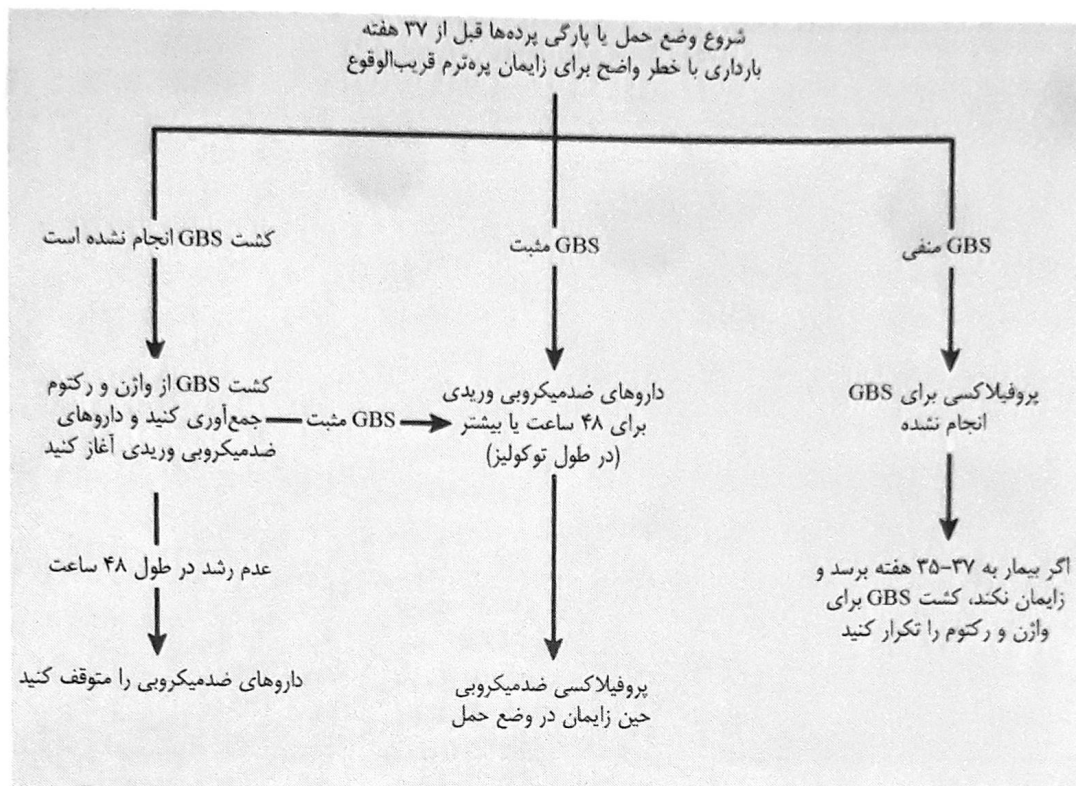 شروع وضع حمل یا پارگی پرده‌ها قبل از ۳۷ هفته
بارداری با خطر واضح برای زایمان پره‌ترم قریب‌الوقوع
GBS منفی
GBS مثبت
کشت GBS انجام نشده است
پروفیلاکسی برای GBS
انجام نشده
داروهای ضدمیکروبی وریدی
برای ۴۸ ساعت یا بیشتر
(در طول توکولیز)
GBS مثبت
کشت GBS از واژن و رکتوم
جمع‌آوری کنید و داروهای
ضدمیکروبی وریدی آغاز کنید
اگر بیمار به ۳۷–۳۵ هفته برسد و
زایمان نکند، کشت GBS برای
واژن و رکتوم را تکرار کنید
عدم رشد در طول ۴۸ ساعت
پروفیلاکسی ضدمیکروبی
حین زایمان در وضع حمل
داروهای ضدمیکروبی را متوقف کنید